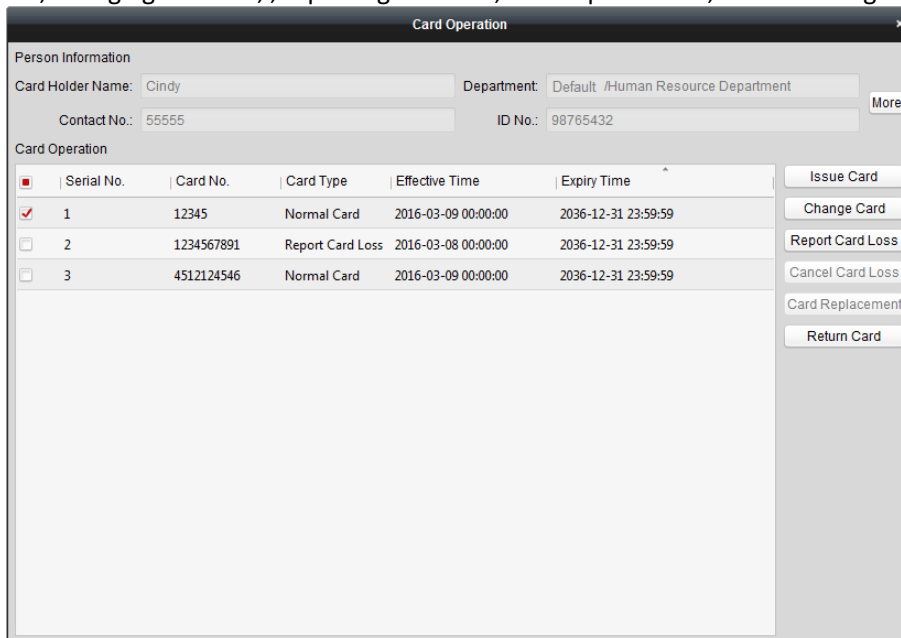 Card Operation
Person Information
Card Holder Name: Cindy Department: Default /Human Resource Department
More
Contact No.: 55555 ID No.: 98765432
Card Operation
Serial No. Card No. Card Type Effective Time Expiry Time
1 12345 Normal Card 2016-03-09 00:00:00 2036-12-31 23:59:59
2 1234567891 Report Card Loss 2016-03-08 00:00:00 2036-12-31 23:59:59
3 4512124546 Normal Card 2016-03-09 00:00:00 2036-12-31 23:59:59
Issue Card
Change Card
Report Card Loss
Cancel Card Loss
Card Replacement
Return Card